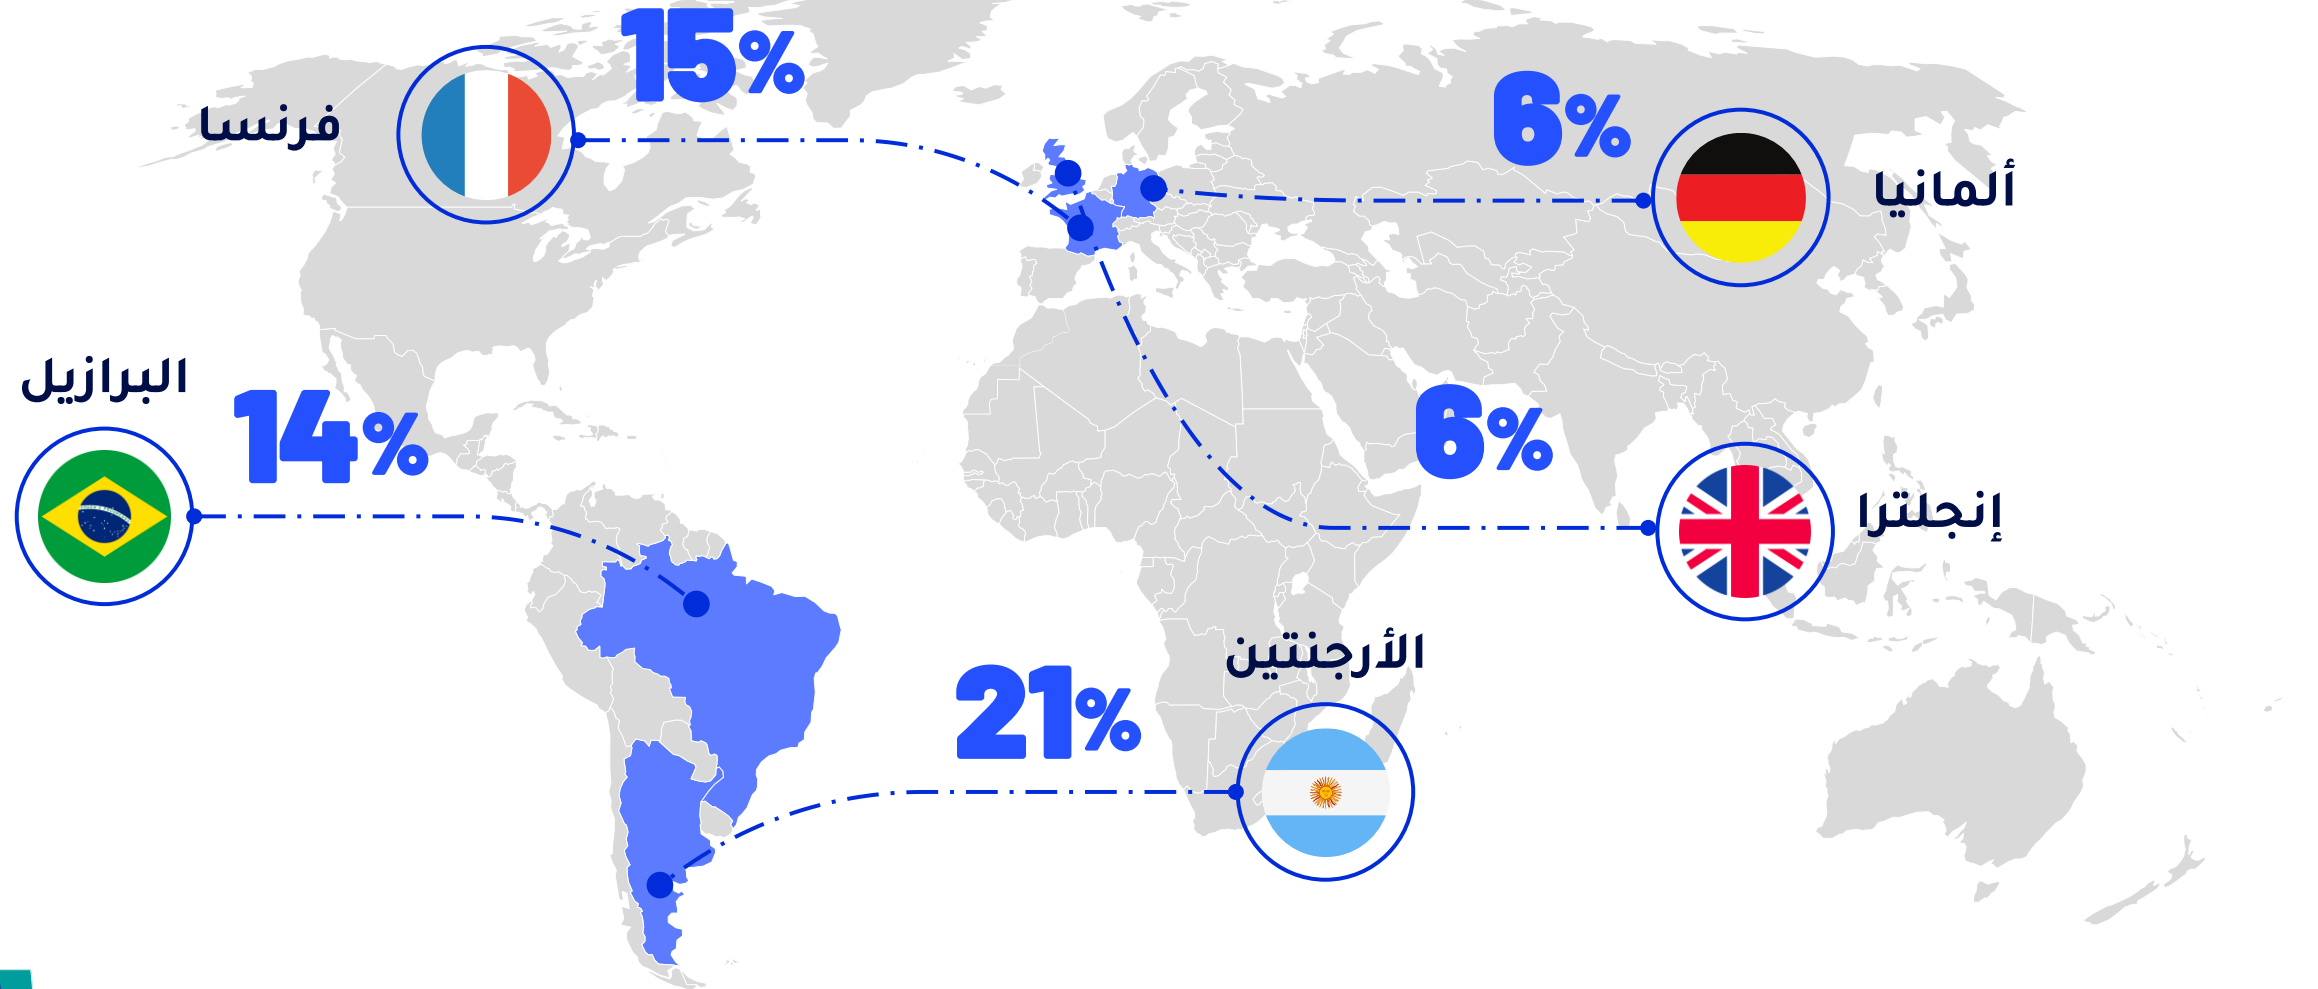 15%
فرنسا
6%
ألمانيا
البرازيل
14%
6%
إنجلترا
الأرجنتين
21%